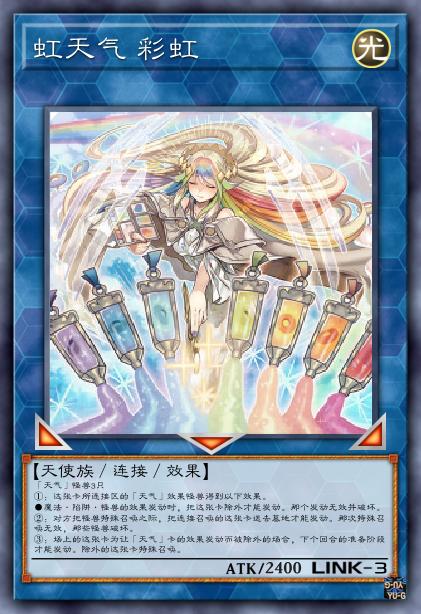 虹天气 彩虹
光
【天使族/连接/效果】
「天气」怪兽3只
①：这张卡所连接区的「天气」效果怪兽得到以下效果。
●魔法·陷阱·怪兽的效果发动时，把这张卡除外才能发动。那个发动无效并破坏。
②：对方把怪兽特殊召唤之际，把连接召唤的这张卡送去墓地才能发动。那次特殊召
唤无效，那些怪兽破坏。
③：场上的这张卡为让「天气」卡的效果发动而被除外的场合，下个回合的准备阶段
才能发动。除外的这张卡特殊召唤。
ATK/2400 LINK-3